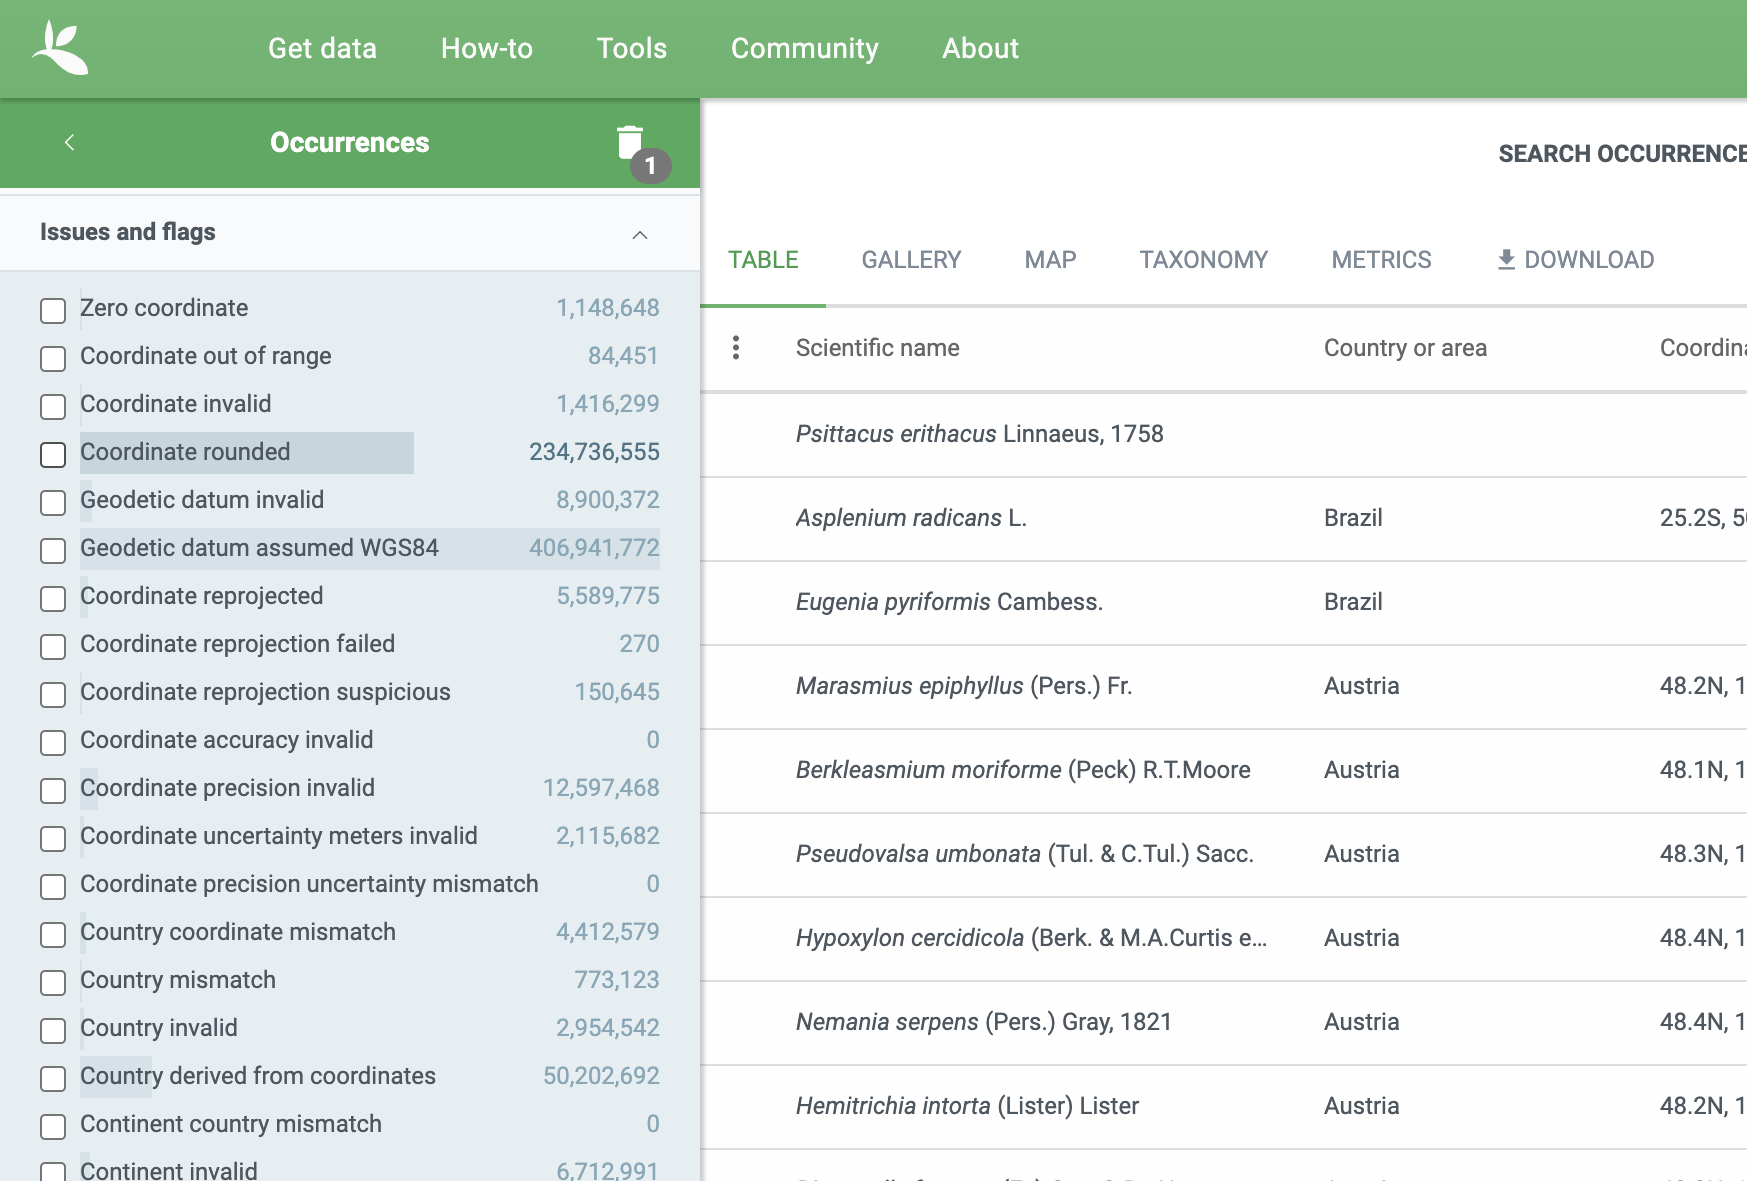 Get data How-to Tools Community About
Occurrences 1
Issues and flags
Zero coordinate 1,148,648
Coordinate out of range 84,451
Coordinate invalid 1,416,299
Coordinate rounded 234,736,555
Geodetic datum invalid 8,900,372
Geodetic datum assumed WGS84 406,941,772
Coordinate reprojected 5,589,775
Coordinate reprojection failed 270
Coordinate reprojection suspicious 150,645
Coordinate accuracy invalid 0
Coordinate precision invalid 12,597,468
Coordinate uncertainty meters invalid 2,115,682
Coordinate precision uncertainty mismatch 0
Country coordinate mismatch 4,412,579
Country mismatch 773,123
Country invalid 2,954,542
Country derived from coordinates 50,202,692
Continent country mismatch 0
Continent invalid 6,712,991
SEARCH OCCURRENCE
TABLE GALLERY MAP TAXONOMY METRICS DOWNLOAD
Scientific name Country or area Coordina
Psittacus erithacus Linnaeus, 1758
Asplenium radicans L. Brazil 25.2S, 5
Eugenia pyriformis Cambess. Brazil
Marasmius epiphyllus (Pers.) Fr. Austria 48.2N, 1
Berkleasmium moriforme (Peck) R.T.Moore Austria 48.1N, 1
Pseudovalsa umbonata (Tul. & C.Tul.) Sacc. Austria 48.3N, 1
Hypoxylon cercidicola (Berk. & M.A.Curtis e... Austria 48.4N, 1
Nemania serpens (Pers.) Gray, 1821 Austria 48.4N, 1
Hemitrichia intorta (Lister) Lister Austria 48.2N, 1